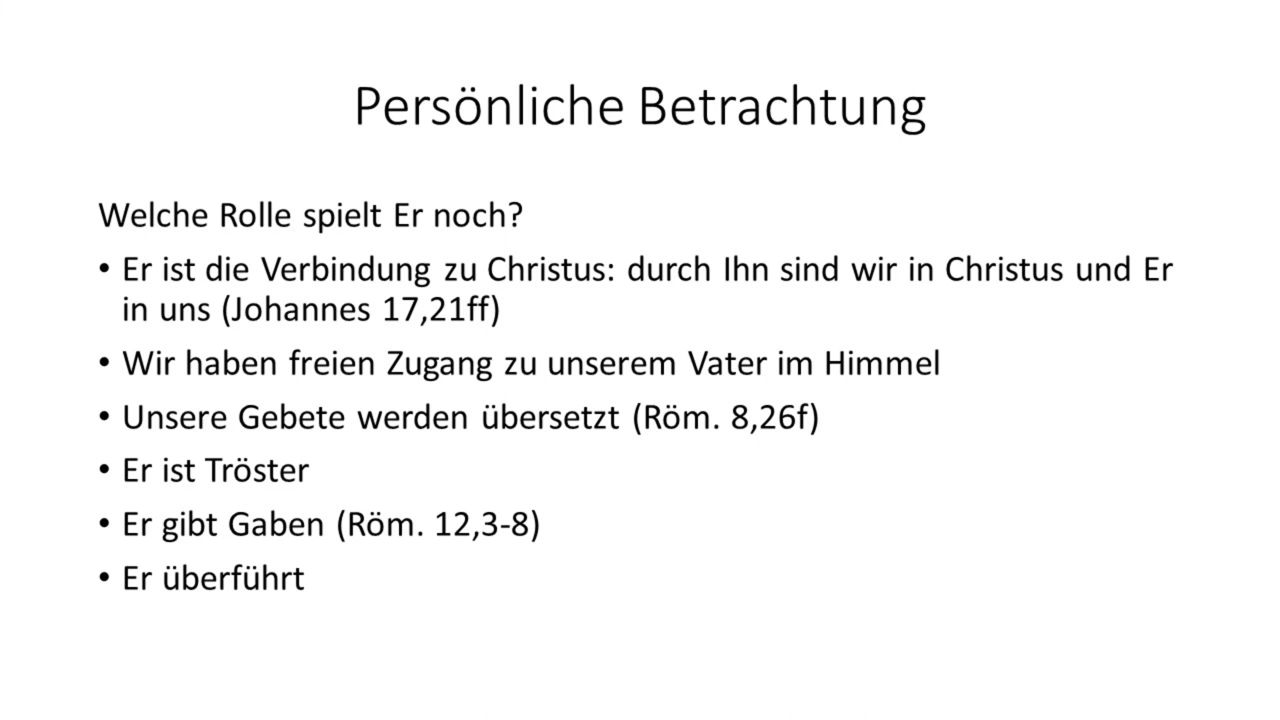 Persönliche Betrachtung
Welche Rolle spielt Er noch?
• Er ist die Verbindung zu Christus: durch Ihn sind wir in Christus und Er
in uns (Johannes 17,21ff)
• Wir haben freien Zugang zu unserem Vater im Himmel
• Unsere Gebete werden übersetzt (Röm. 8,26f)
• Er ist Tröster
• Er gibt Gaben (Röm. 12,3-8)
• Er überführt